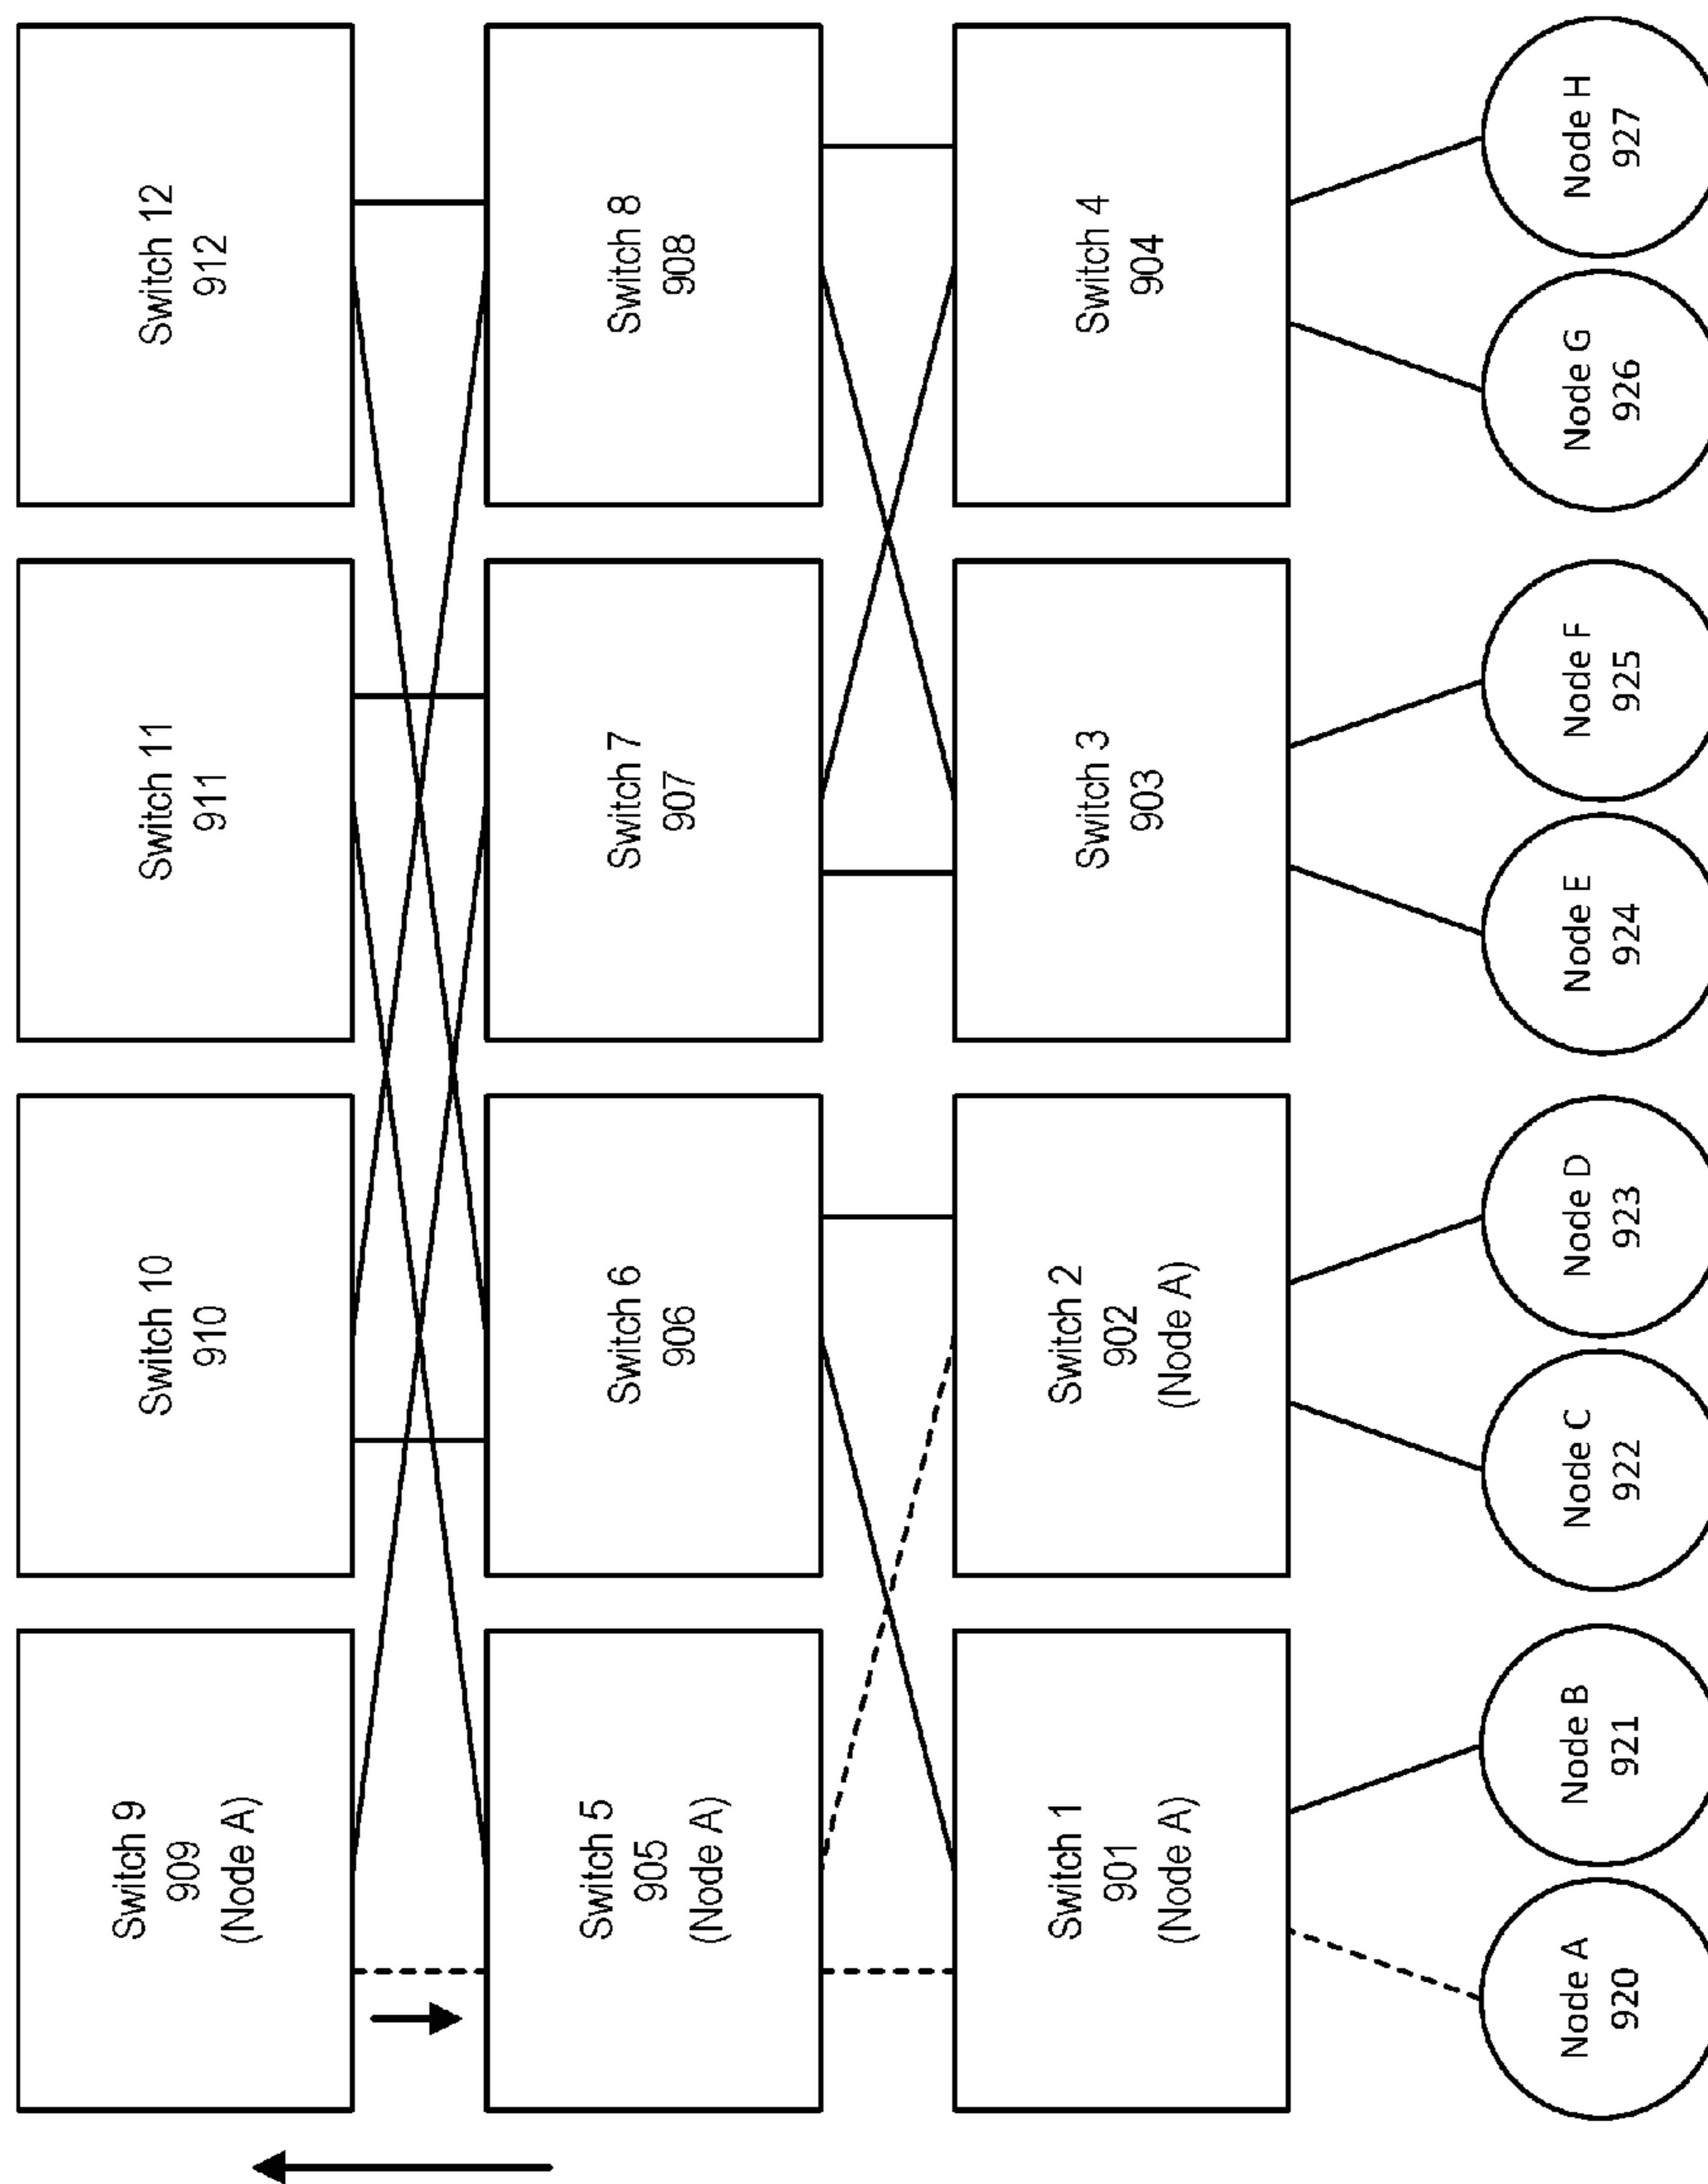 Switch 9
909
(Node A)
Switch 10
910
Switch 11
911
Switch 12
912
Switch 5
905
(Node A)
Switch 6
906
Switch 7
907
Switch 8
908
Switch 1
901
(Node A)
Switch 2
902
(Node A)
Switch 3
903
Switch 4
904
Node A
920
Node B
921
Node C
922
Node D
923
Node E
924
Node F
925
Node G
926
Node H
927